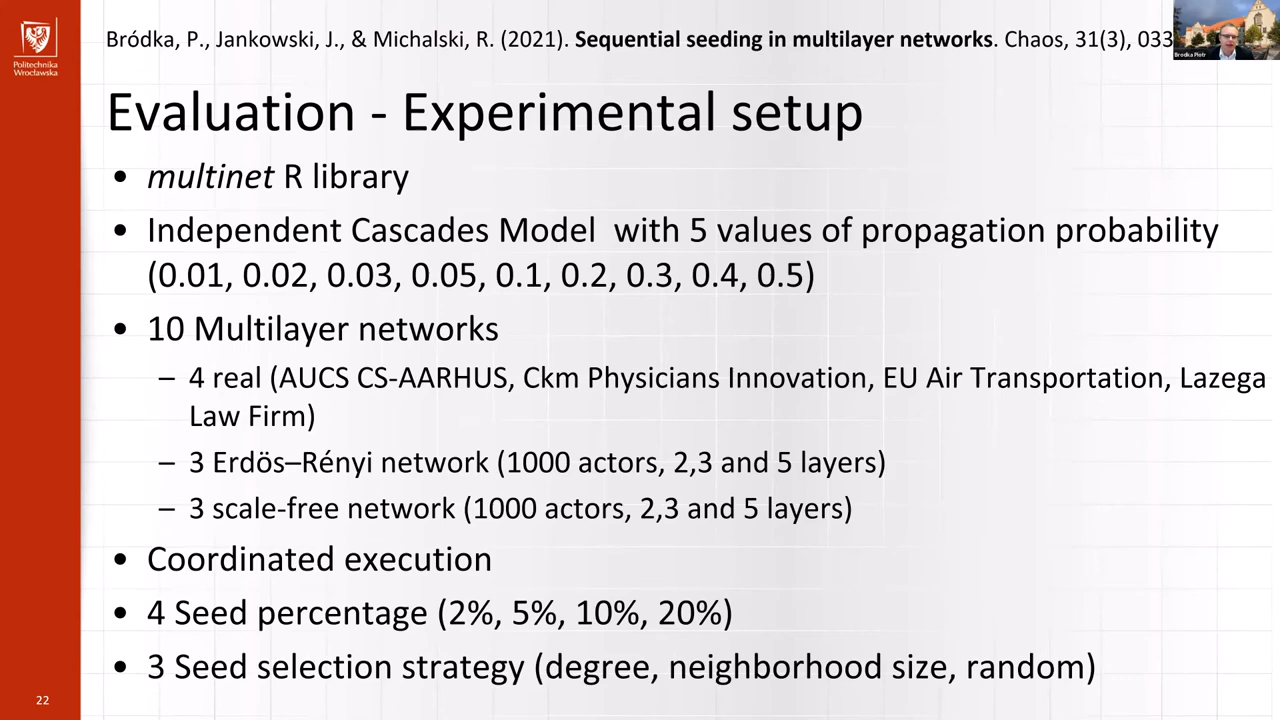 Politechnika
Wrocławska
Bródka, P., Jankowski, J., & Michalski, R. (2021). Sequential seeding in multilayer networks. Chaos, 31(3), 033
Brodka Piotr
Evaluation - Experimental setup
• multinet R library
• Independent Cascades Model with 5 values of propagation probability
(0.01, 0.02, 0.03, 0.05, 0.1, 0.2, 0.3, 0.4, 0.5)
• 10 Multilayer networks
– 4 real (AUCS CS-AARHUS, Ckm Physicians Innovation, EU Air Transportation, Lazega
Law Firm)
– 3 Erdös–Rényi network (1000 actors, 2,3 and 5 layers)
– 3 scale-free network (1000 actors, 2,3 and 5 layers)
• Coordinated execution
• 4 Seed percentage (2%, 5%, 10%, 20%)
• 3 Seed selection strategy (degree, neighborhood size, random)
22